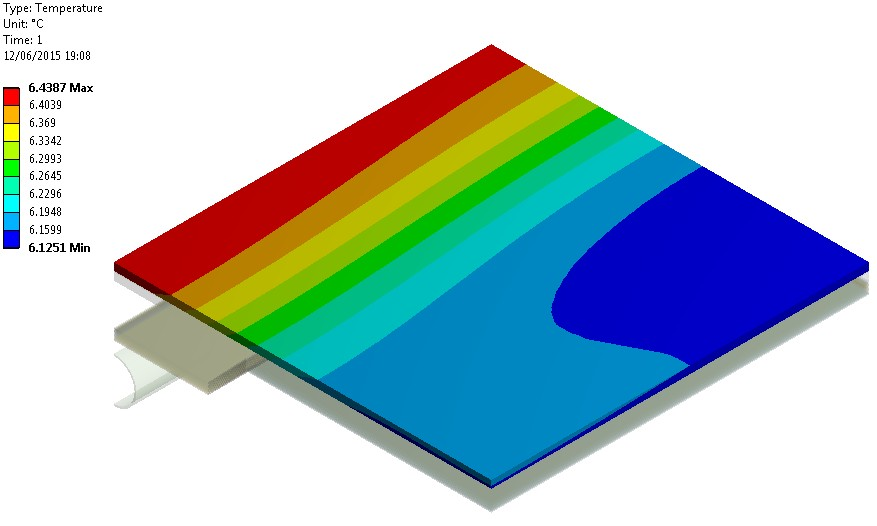 Type: Temperature
Unit: °C
Time: 1
12/06/2015 19:08
6.4387 Max
6.4039
6.369
6.3342
6.2993
6.2645
6.2296
6.1948
6.1599
6.1251 Min